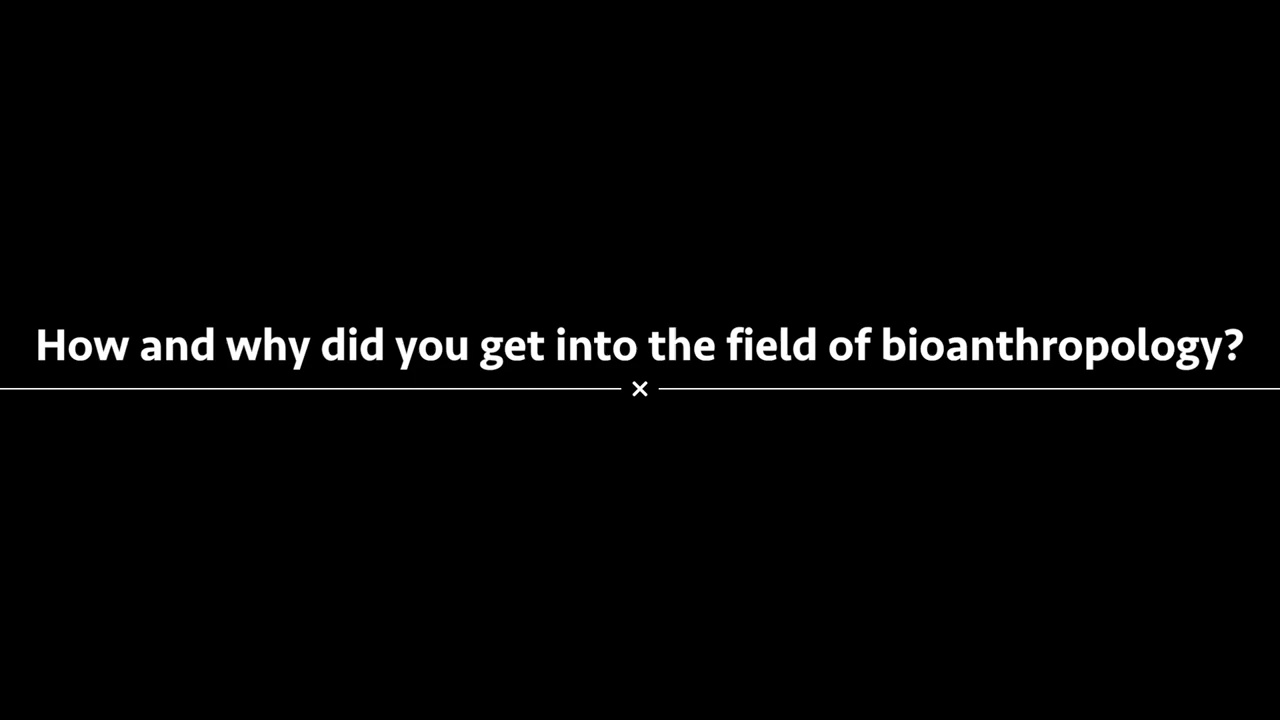 How and why did you get into the field of bioanthropology?